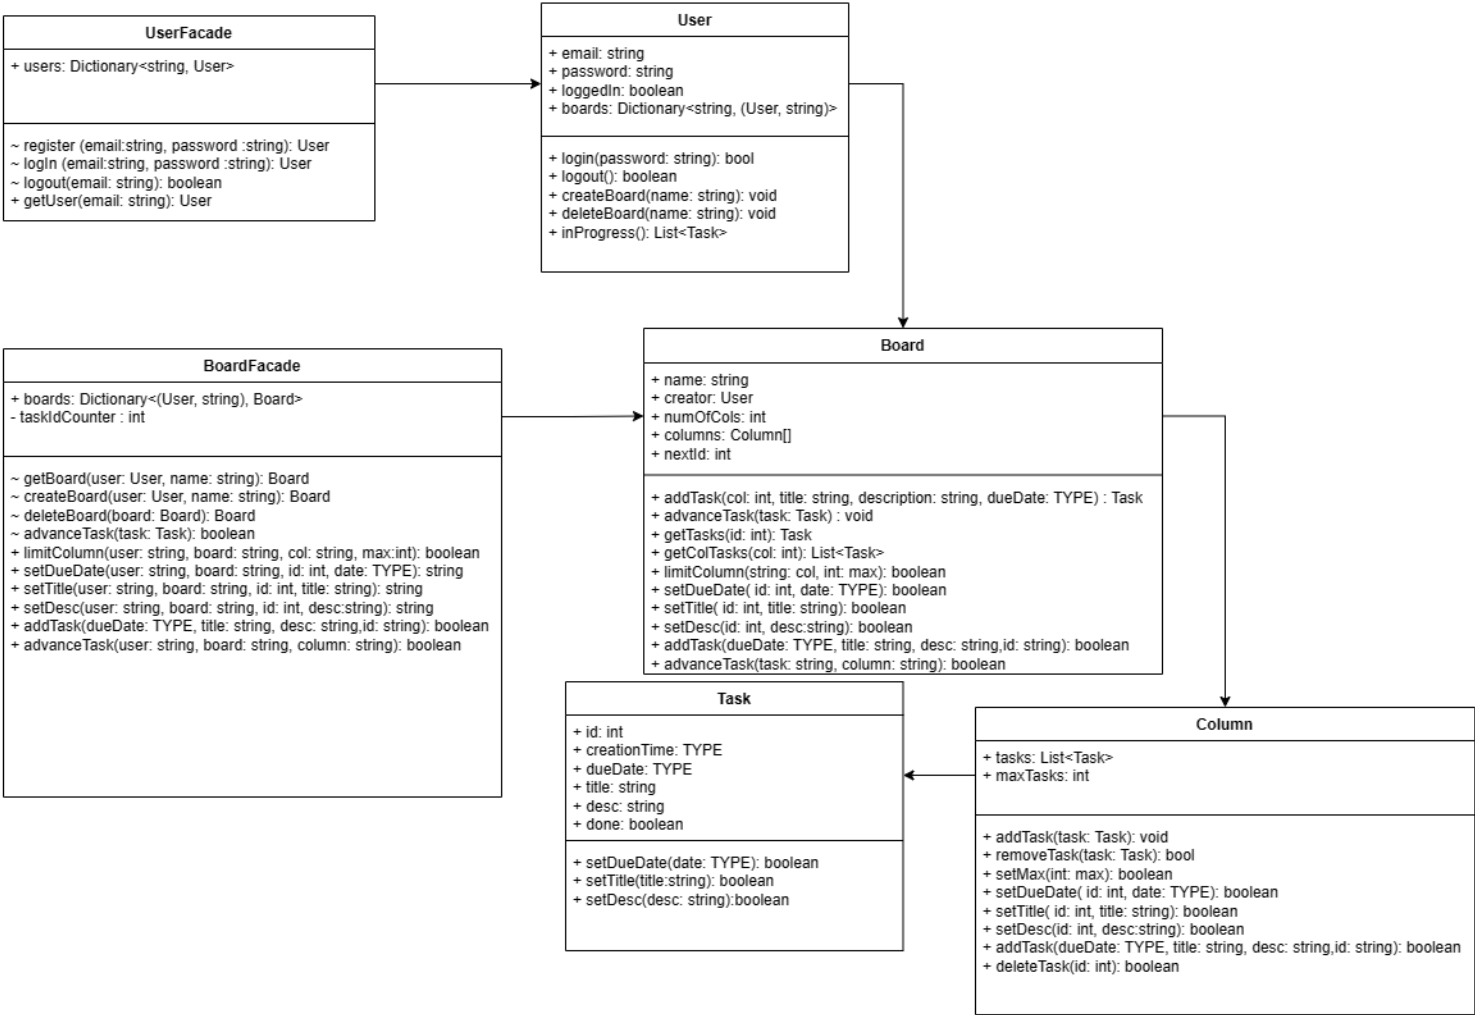 UserFacade
+ users: Dictionary<string, User>
~ register (email:string, password :string): User
~ logIn (email:string, password :string): User
~ logout(email: string): boolean
+ getUser(email: string): User
User
+ email: string
+ password: string
+ loggedIn: boolean
+ boards: Dictionary<string, (User, string)>
+ login(password: string): bool
+ logout(): boolean
+ createBoard(name: string): void
+ deleteBoard(name: string): void
+ inProgress(): List<Task>
BoardFacade
+ boards: Dictionary<(User, string), Board>
- taskIdCounter : int
~ getBoard(user: User, name: string): Board
~ createBoard(user: User, name: string): Board
~ deleteBoard(board: Board): Board
~ advanceTask(task: Task): boolean
+ limitColumn(user: string, board: string, col: string, max:int): boolean
+ setDueDate(user: string, board: string, id: int, date: TYPE): string
+ setTitle(user: string, board: string, id: int, title: string): string
+ setDesc(user: string, board: string, id: int, desc:string): string
+ addTask(dueDate: TYPE, title: string, desc: string,id: string): boolean
+ advanceTask(user: string, board: string, column: string): boolean
Board
+ name: string
+ creator: User
+ numOfCols: int
+ columns: Column[]
+ nextId: int
+ addTask(col: int, title: string, description: string, dueDate: TYPE) : Task
+ advanceTask(task: Task) : void
+ getTasks(id: int): Task
+ getColTasks(col: int): List<Task>
+ limitColumn(string: col, int: max): boolean
+ setDueDate( id: int, date: TYPE): boolean
+ setTitle( id: int, title: string): boolean
+ setDesc(id: int, desc:string): boolean
+ addTask(dueDate: TYPE, title: string, desc: string,id: string): boolean
+ advanceTask(task: string, column: string): boolean
Task
+ id: int
+ creationTime: TYPE
+ dueDate: TYPE
+ title: string
+ desc: string
+ done: boolean
+ setDueDate(date: TYPE): boolean
+ setTitle(title:string): boolean
+ setDesc(desc: string):boolean
Column
+ tasks: List<Task>
+ maxTasks: int
+ addTask(task: Task): void
+ removeTask(task: Task): bool
+ setMax(int: max): boolean
+ setDueDate( id: int, date: TYPE): boolean
+ setTitle( id: int, title: string): boolean
+ setDesc(id: int, desc:string): boolean
+ addTask(dueDate: TYPE, title: string, desc: string,id: string): boolean
+ deleteTask(id: int): boolean